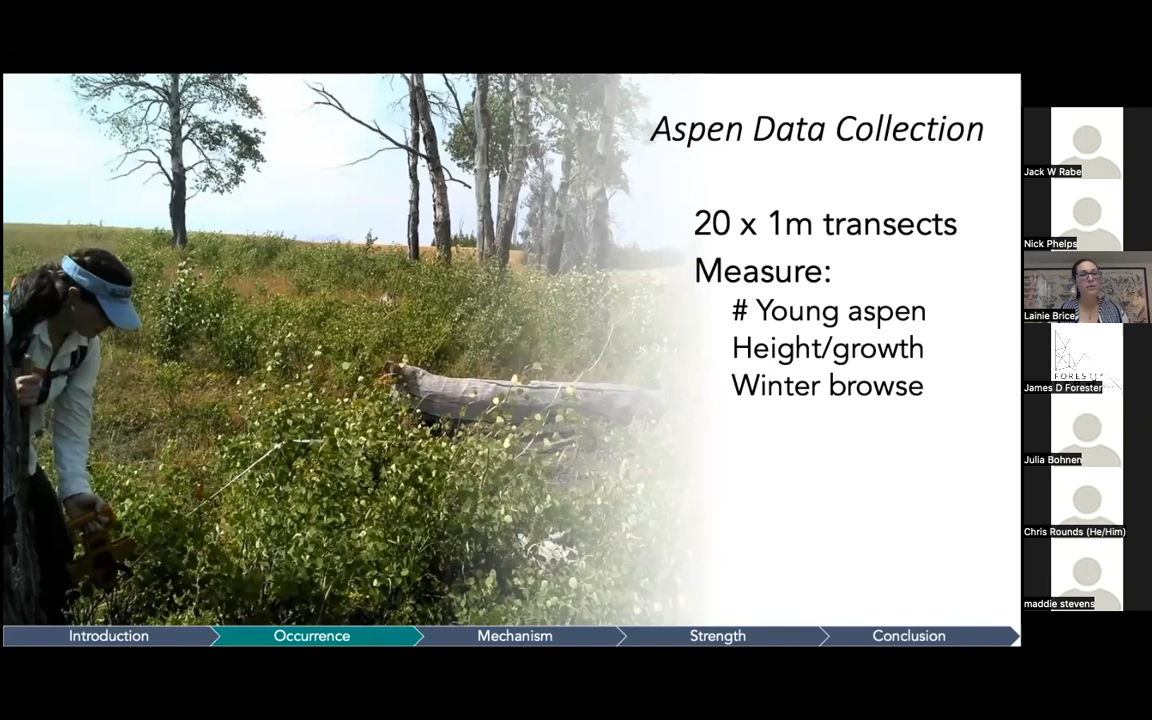 Aspen Data Collection
20 x 1m transects
Measure:
# Young aspen
Height/growth
Winter browse
Introduction
Occurrence
Mechanism
Strength
Conclusion
Jack W Rabe
Nick Phelps
Lainie Brice
FOREST
James D Forester
Julia Bohnen
Chris Rounds (He/Him)
maddie stevens